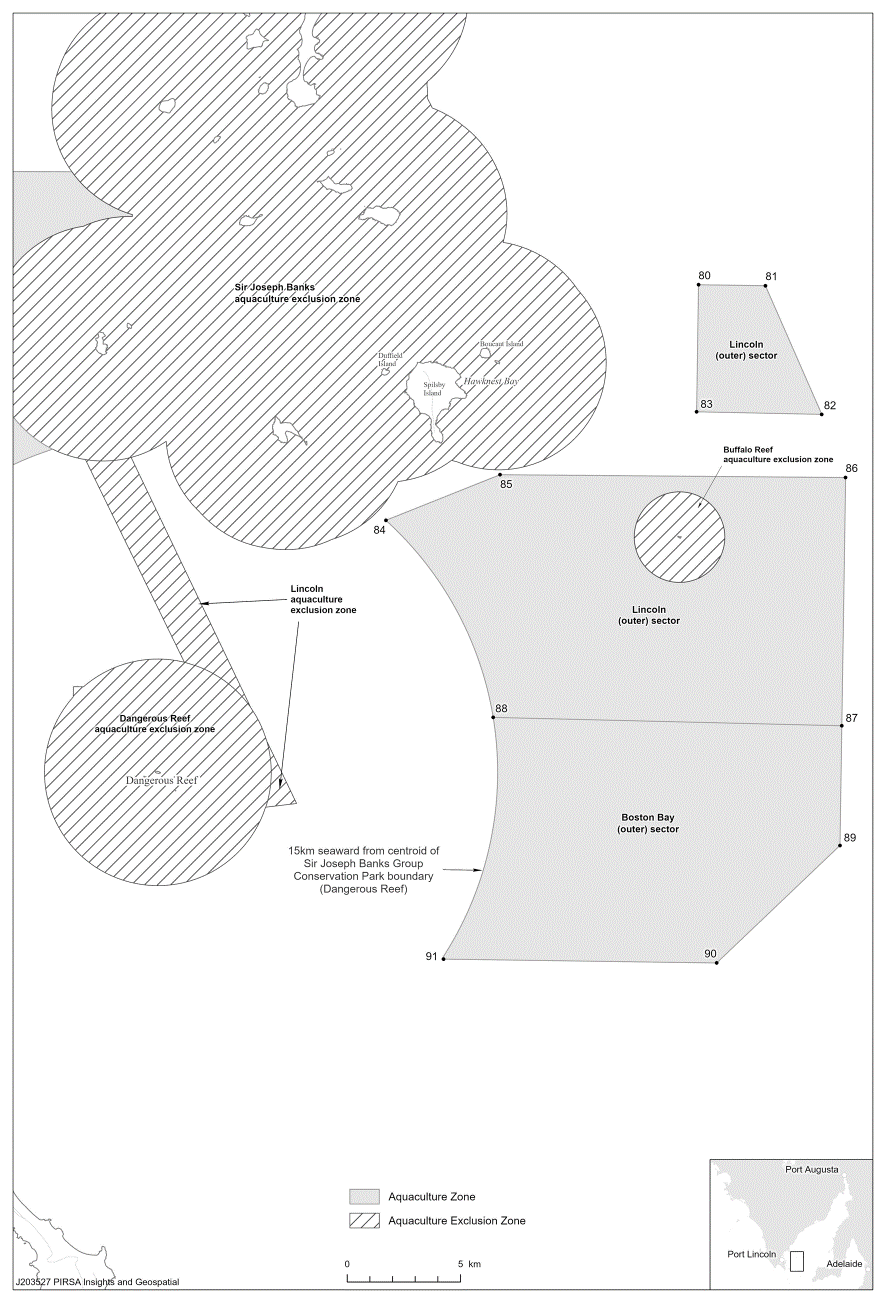 Sir Joseph Banks
aquaculture exclusion zone
80
81
Lincoln
(outer) sector
83
82
Duffield
Island
Boucaut Island
Spilsby
Island
Hawknest Bay
Buffalo Reef
aquaculture exclusion zone
85
86
84
Lincoln
aquaculture
exclusion zone
Lincoln
(outer) sector
88
87
Dangerous Reef
aquaculture exclusion zone
Dangerous Reef
Boston Bay
(outer) sector
89
15km seaward from centroid of
Sir Joseph Banks Group
Conservation Park boundary
(Dangerous Reef)
91
90
Aquaculture Zone
Aquaculture Exclusion Zone
0 5 km
Port Augusta
Port Lincoln
Adelaide
J203527 PIRSA Insights and Geospatial